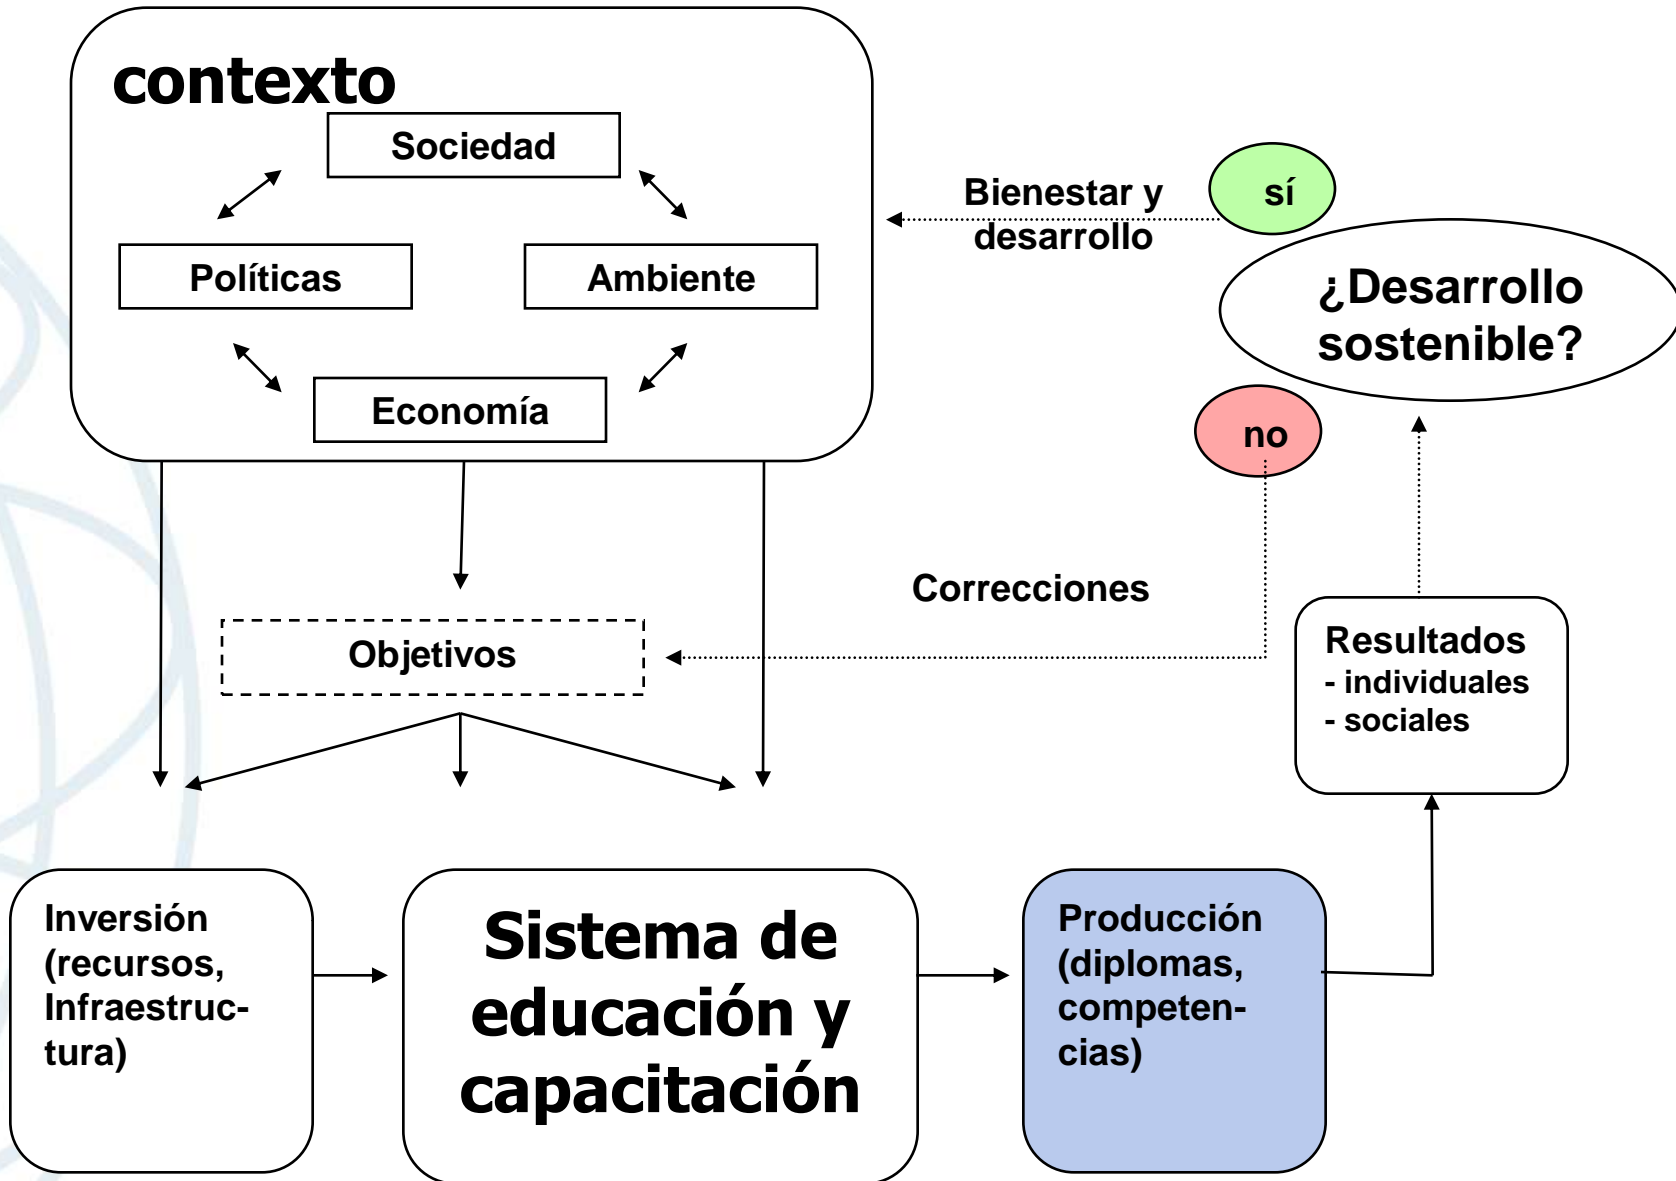 contexto
Sociedad
Políticas
Ambiente
Economía
Bienestar y
desarrollo
sí
¿Desarrollo
sostenible?
no
Correcciones
Objetivos
Resultados
- individuales
- sociales
Inversión
(recursos,
Infraestruc-
tura)
Sistema de
educación y
capacitación
Producción
(diplomas,
competen-
cias)